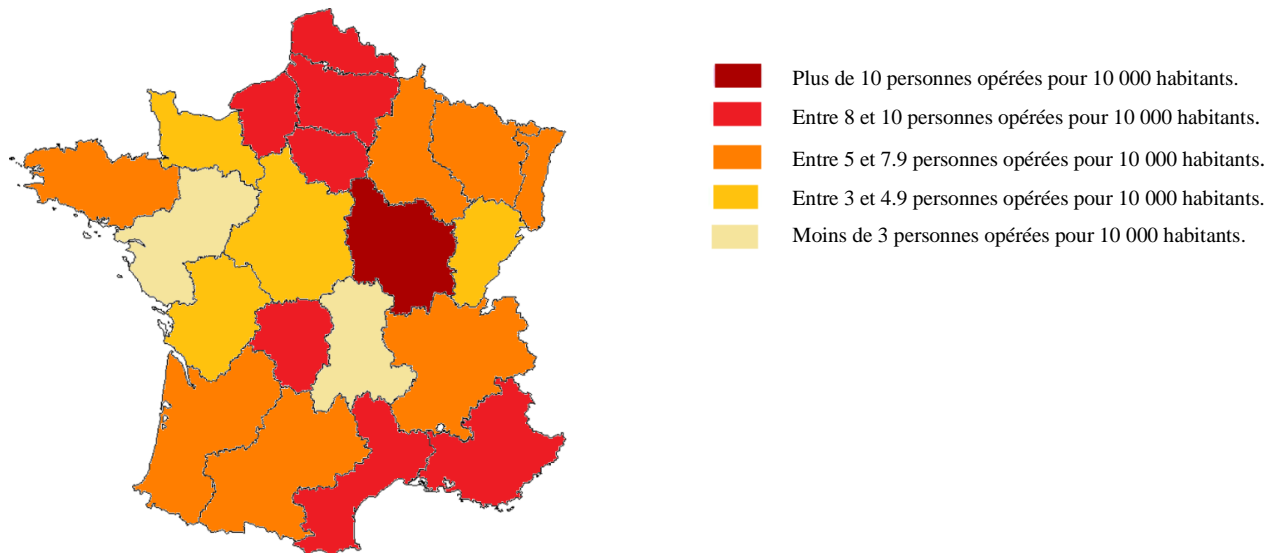 Plus de 10 personnes opérées pour 10 000 habitants.
Entre 8 et 10 personnes opérées pour 10 000 habitants.
Entre 5 et 7.9 personnes opérées pour 10 000 habitants.
Entre 3 et 4.9 personnes opérées pour 10 000 habitants.
Moins de 3 personnes opérées pour 10 000 habitants.